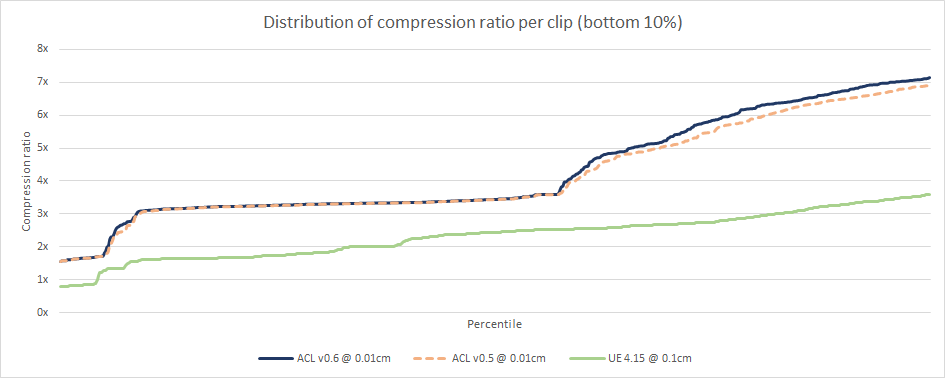 Distribution of compression ratio per clip (bottom 10%)
8x
7x
6x
5x
4x
3x
2x
1x
0x
Compression ratio
Percentile
ACL v0.6 @ 0.01cm
ACL v0.5 @ 0.01cm
UE 4.15 @ 0.1cm